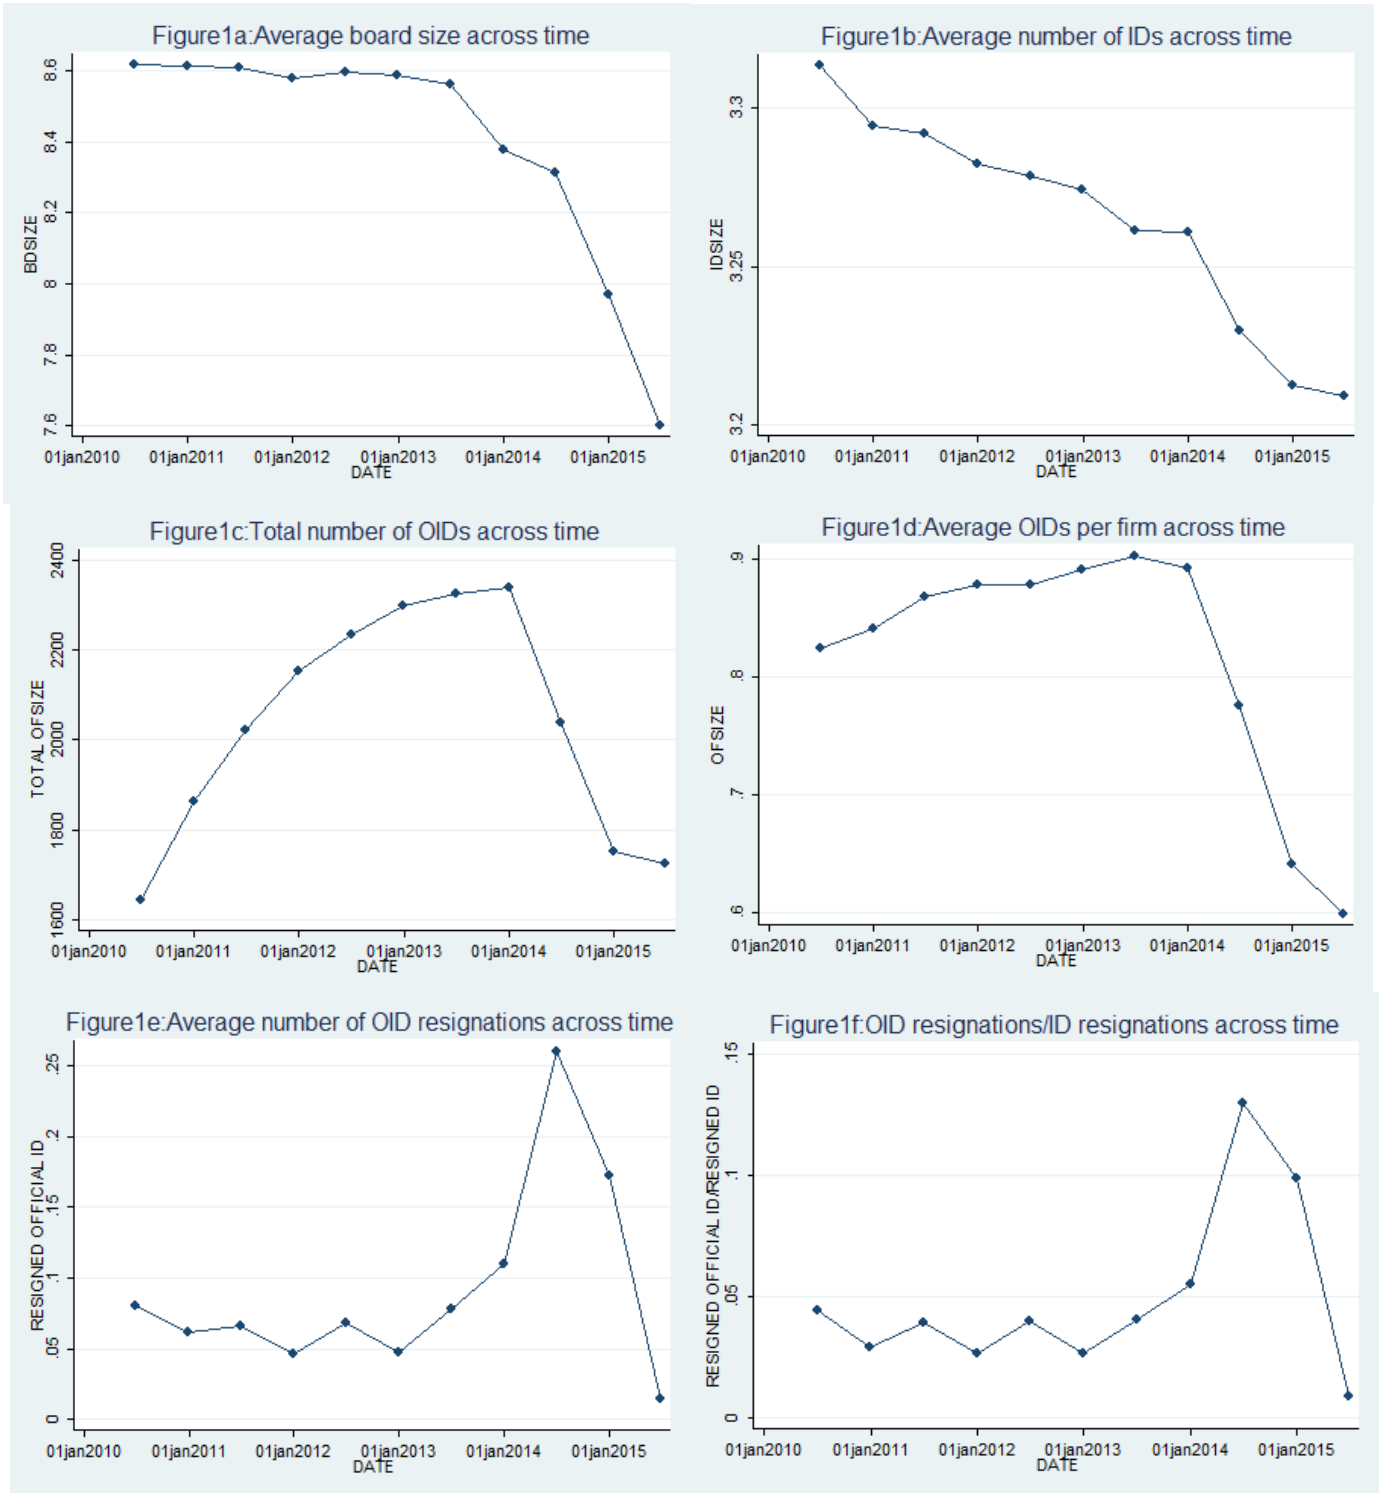 Figure1a:Average board size across time
BDSIZE
8.6
8.4
8.2
8
7.8
7.6
01jan2010 01jan2011 01jan2012 01jan2013 01jan2014 01jan2015
DATE
Figure1b:Average number of IDs across time
IDSIZE
3.3
3.25
3.2
01jan2010 01jan2011 01jan2012 01jan2013 01jan2014 01jan2015
DATE
Figure1c:Total number of OIDs across time
TOTAL OFSIZE
2400
2200
2000
1800
1600
01jan2010 01jan2011 01jan2012 01jan2013 01jan2014 01jan2015
DATE
Figure1d:Average OIDs per firm across time
OFSIZE
.9
.8
.7
.6
01jan2010 01jan2011 01jan2012 01jan2013 01jan2014 01jan2015
DATE
Figure1e:Average number of OID resignations across time
RESIGNED OFFICIAL ID
.25
.2
.15
.1
.05
0
01jan2010 01jan2011 01jan2012 01jan2013 01jan2014 01jan2015
DATE
Figure1f:OID resignations/ID resignations across time
RESIGNED OFFICIAL ID/RESIGNED ID
.15
.1
.05
0
01jan2010 01jan2011 01jan2012 01jan2013 01jan2014 01jan2015
DATE